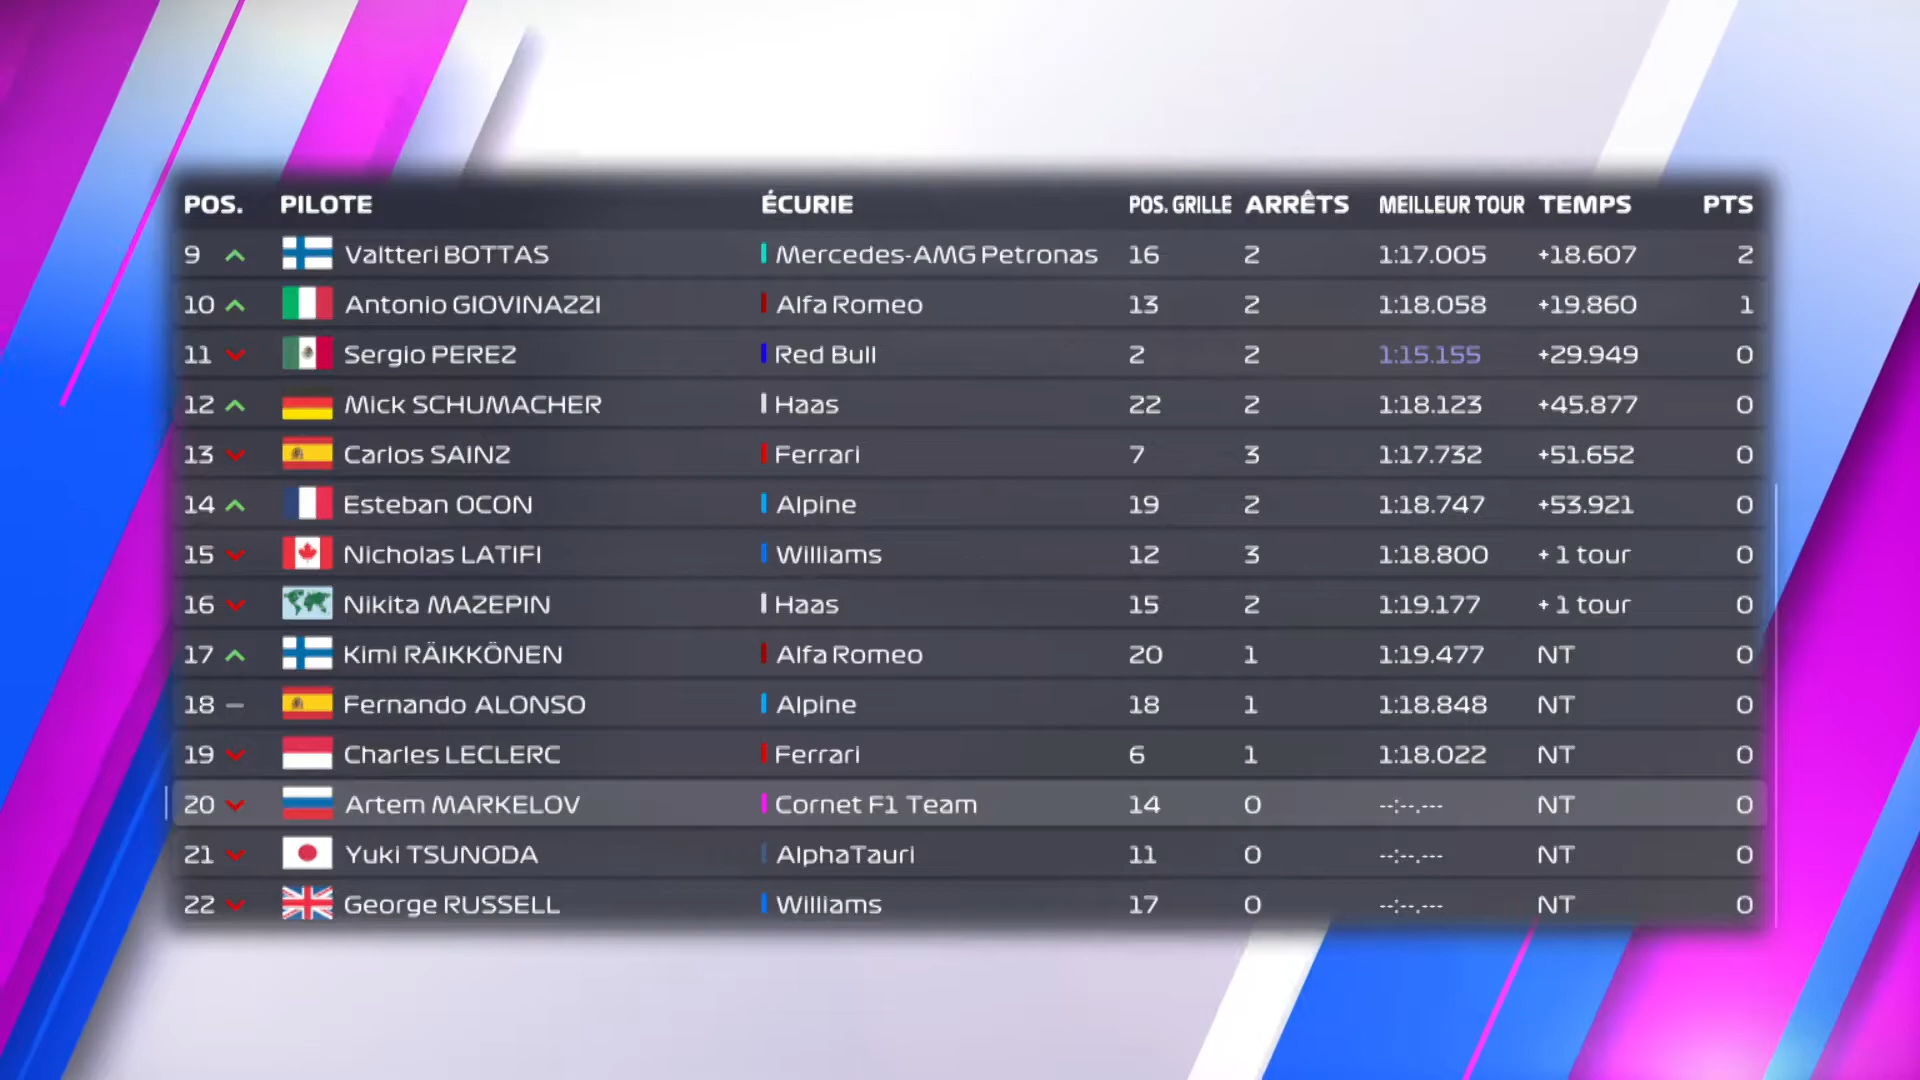 POS. PILOTE ÉCURIE POS. GRILLE ARRÊTS MEILLEUR TOUR TEMPS PTS
9 Valtteri BOTTAS Mercedes-AMG Petronas 16 2 1:17.005 +18.607 2
10 Antonio GIOVINAZZI Alfa Romeo 13 2 1:18.058 +19.860 1
11 Sergio PEREZ Red Bull 2 2 1:15.155 +29.949 0
12 Mick SCHUMACHER Haas 22 2 1:18.123 +45.877 0
13 Carlos SAINZ Ferrari 7 3 1:17.732 +51.652 0
14 Esteban OCON Alpine 19 2 1:18.747 +53.921 0
15 Nicholas LATIFI Williams 12 3 1:18.800 + 1 tour 0
16 Nikita MAZEPIN Haas 15 2 1:19.177 + 1 tour 0
17 Kimi RÄIKKÖNEN Alfa Romeo 20 1 1:19.477 NT 0
18 Fernando ALONSO Alpine 18 1 1:18.848 NT 0
19 Charles LECLERC Ferrari 6 1 1:18.022 NT 0
20 Artem MARKELOV Cornet F1 Team 14 0 --:--.--- NT 0
21 Yuki TSUNODA AlphaTauri 11 0 --:--.--- NT 0
22 George RUSSELL Williams 17 0 --:--.--- NT 0